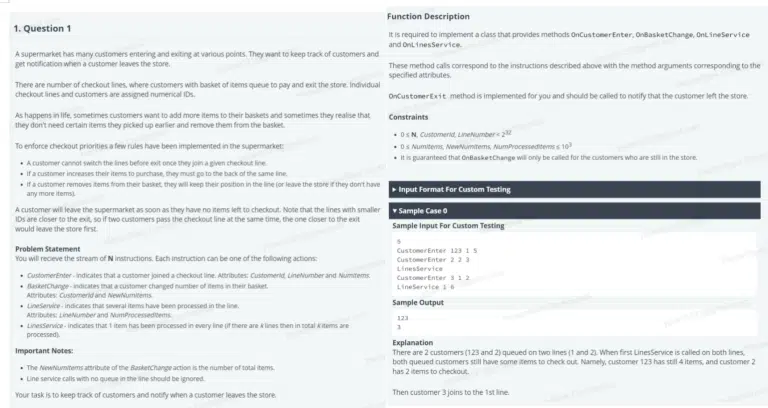 1. Question 1
A supermarket has many customers entering and exiting at various points. They want to keep track of customers and
get notification when a customer leaves the store.
There are number of checkout lines, where customers with basket of items queue to pay and exit the store. Individual
checkout lines and customers are assigned numerical IDs.
As happens in life, sometimes customers want to add more items to their baskets and sometimes they realise that
they don't need certain items they picked up earlier and remove them from the basket.
To enforce checkout priorities a few rules have been implemented in the supermarket:
• A customer cannot switch the lines before exit once they join a given checkout line.
• If a customer increases their items to purchase, they must go to the back of the same line.
• If a customer removes items from their basket, they will keep their position in the line (or leave the store if they don't have
any more items).
A customer will leave the supermarket as soon as they have no items left to checkout. Note that the lines with smaller
IDs are closer to the exit, so if two customers pass the checkout line at the same time, the one closer to the exit
would leave the store first.
Problem Statement
You will recieve the stream of N instructions. Each instruction can be one of the following actions:
• CustomerEnter - indicates that a customer joined a checkout line. Attributes: CustomerId, LineNumber and NumItems.
• BasketChange - indicates that a customer changed number of items in their basket.
Attributes: CustomerId and NewNumItems.
• LineService - indicates that several items have been processed in the line.
Attributes: LineNumber and NumProcessedItems.
• LinesService - indicates that 1 item has been processed in every line (if there are 4 lines then in total 4 items are
processed).
Important Notes:
• The NewNumItems attribute of the BasketChange action is the number of total items.
• Line service calls with no queue in the line should be ignored.
Your task is to keep track of customers and notify when a customer leaves the store.
Function Description
It is required to implement a class that provides methods OnCustomerEnter, OnBasketChange, OnLineService
and OnLinesService.
These method calls correspond to the instructions described above with the method arguments corresponding to the
specified attributes.
OnCustomerExit method is implemented for you and should be called to notify that the customer left the store.
Constraints
• 0 ≤ N, CustomerId, LineNumber < 2^32
• 0 ≤ NumItems, NewNumItems, NumProcessedItems ≤ 10^3
• It is guaranteed that OnBasketChange will only be called for the customers who are still in the store.
▸ Input Format For Custom Testing
▾ Sample Case 0
Sample Input For Custom Testing
5
CustomerEnter 123 1 5
CustomerEnter 2 2 3
LinesService
CustomerEnter 3 1 2
LineService 1 6
Sample Output
123
3
Explanation
There are 2 customers (123 and 2) queued on two lines (1 and 2). When first LinesService is called on both lines,
both queued customers still have some items to check out. Namely, customer 123 has still 4 items, and customer 2
has 2 items to checkout.
Then customer 3 joins to the 1st line.